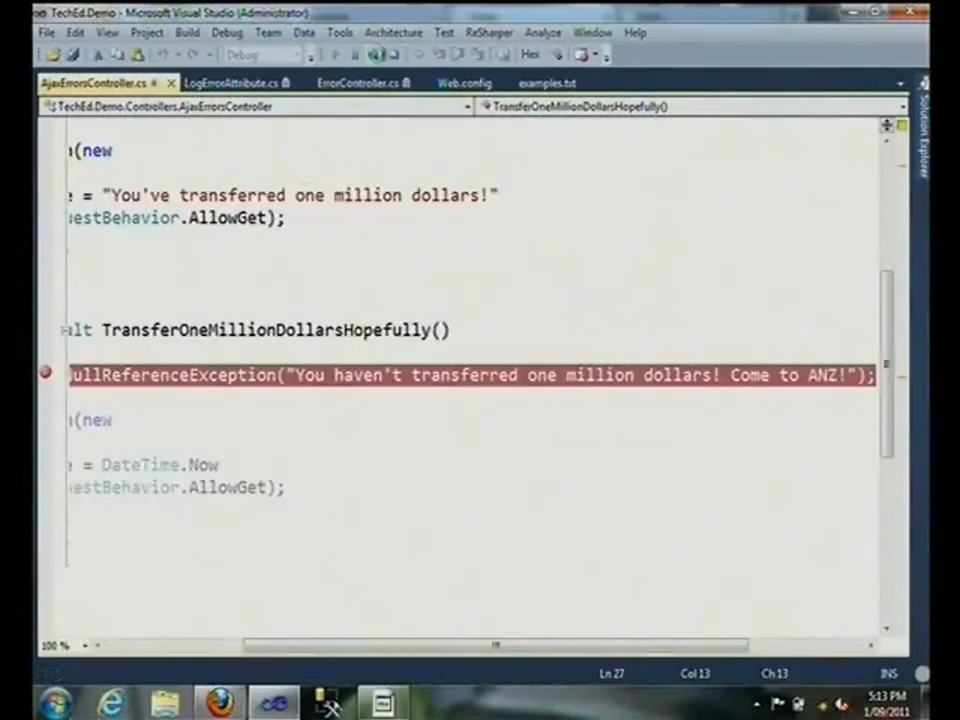 TechEd.Demo - Microsoft Visual Studio (Administrator)
File Edit View Project Build Debug Team Data Tools Architecture Test ReSharper Analyze Window Help
Debug Hex
AjaxErrorsController.cs LogErrorAttribute.cs ErrorController.cs Web.config examples.txt
TechEd.Demo.Controllers.AjaxErrorsController TransferOneMillionDollarsHopefully()
Solution Explorer
(new
= "You've transferred one million dollars!"
estBehavior.AllowGet);
ult TransferOneMillionDollarsHopefully()
ullReferenceException("You haven't transferred one million dollars! Come to ANZ!");
(new
= DateTime.Now
estBehavior.AllowGet);
100 %
Ln 27 Col 13 Ch 13 INS
5:13 PM
1/09/2011